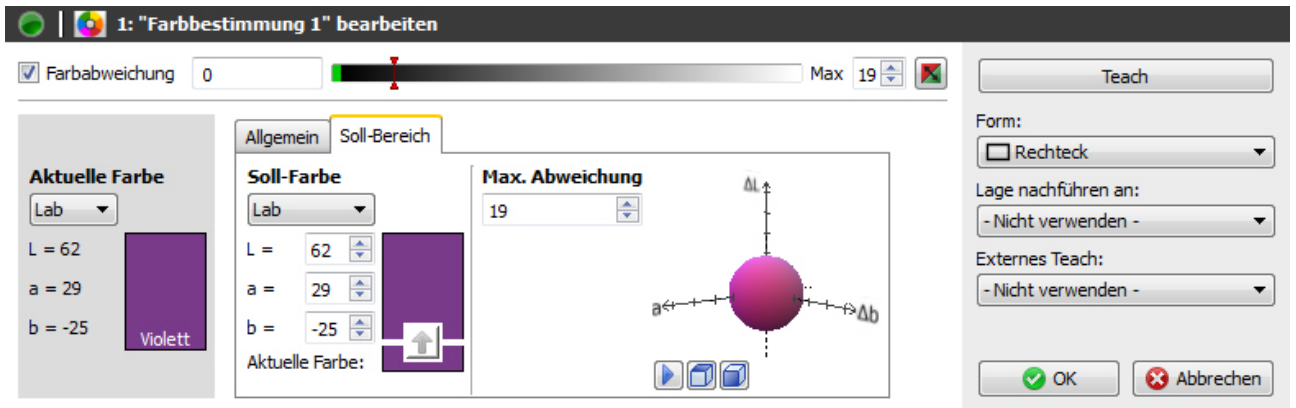 1: "Farbbestimmung 1" bearbeiten
Farbabweichung 0 Max 19
Teach
Form:
Rechteck
Lage nachführen an:
- Nicht verwenden -
Externes Teach:
- Nicht verwenden -
OK Abbrechen
Aktuelle Farbe
Lab
L = 62
a = 29
b = -25
Violett
Allgemein Soll-Bereich
Soll-Farbe
Lab
L = 62
a = 29
b = -25
Aktuelle Farbe:
Max. Abweichung
19
ΔL
a
Δb